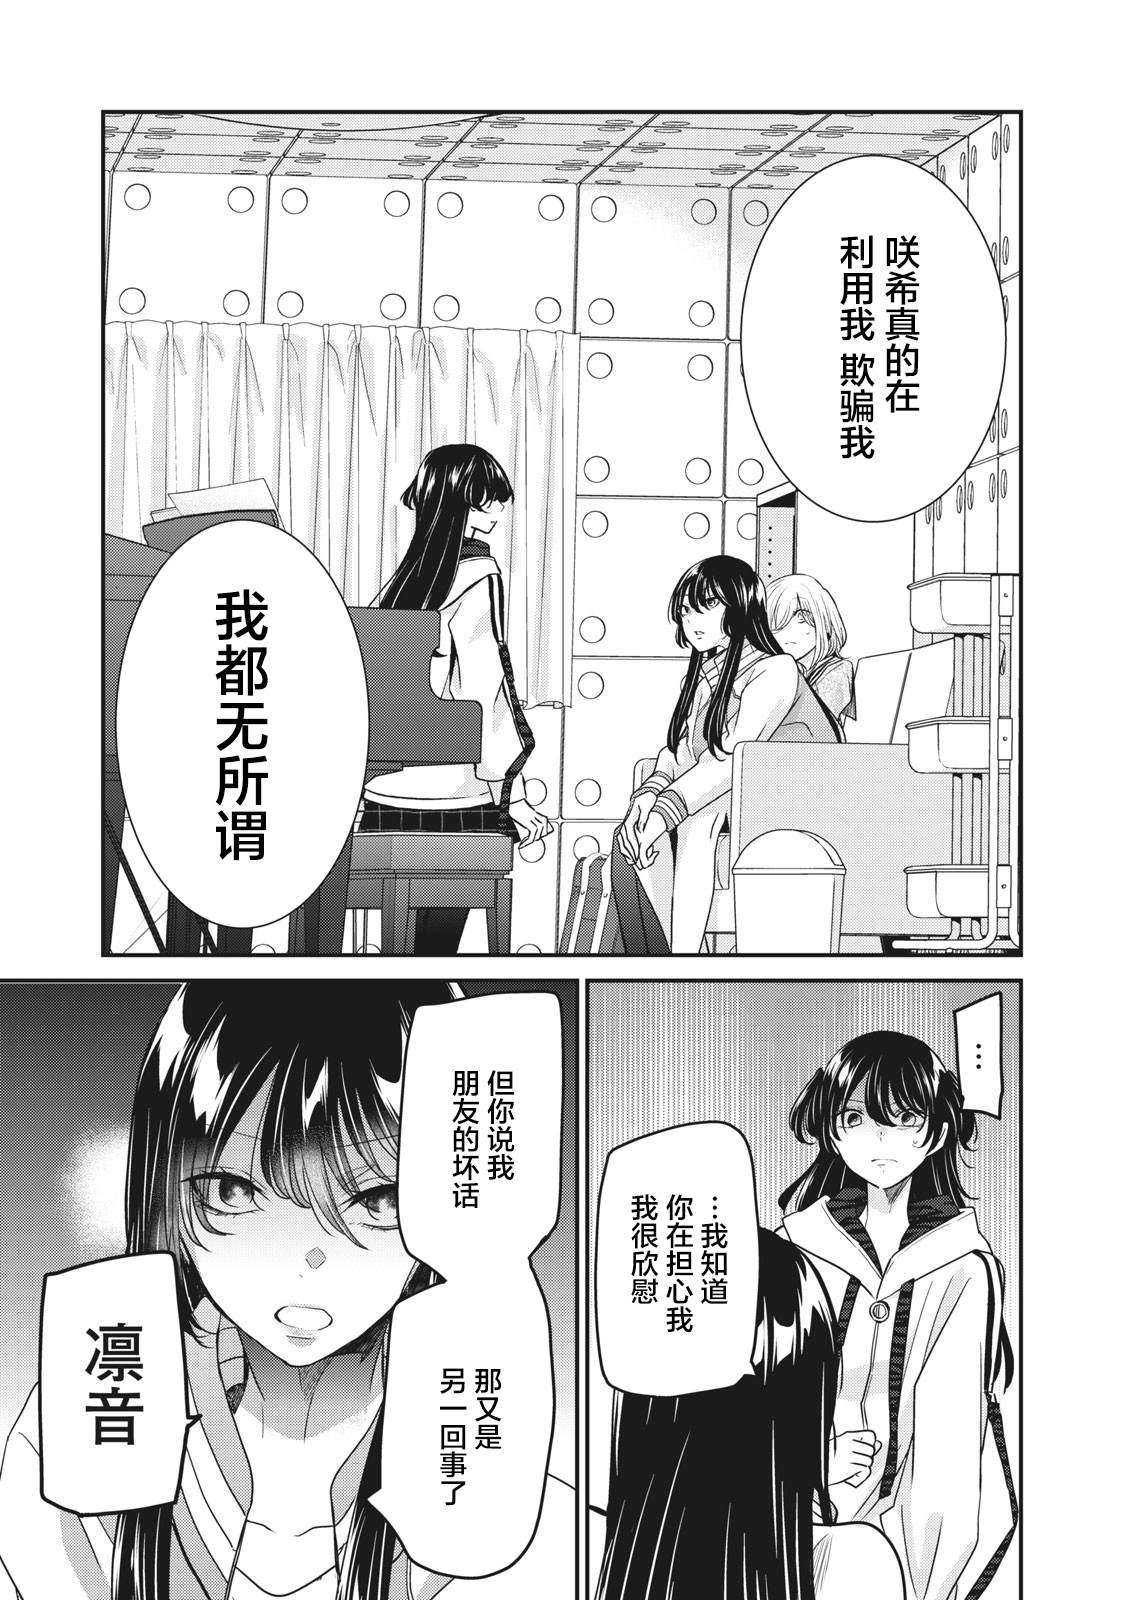 咲希真的在
利用我 欺骗我
我都无所谓
…
…我知道
你在担心我
我很欣慰
但你说我
朋友的坏话
那又是
另一回事了
凛音